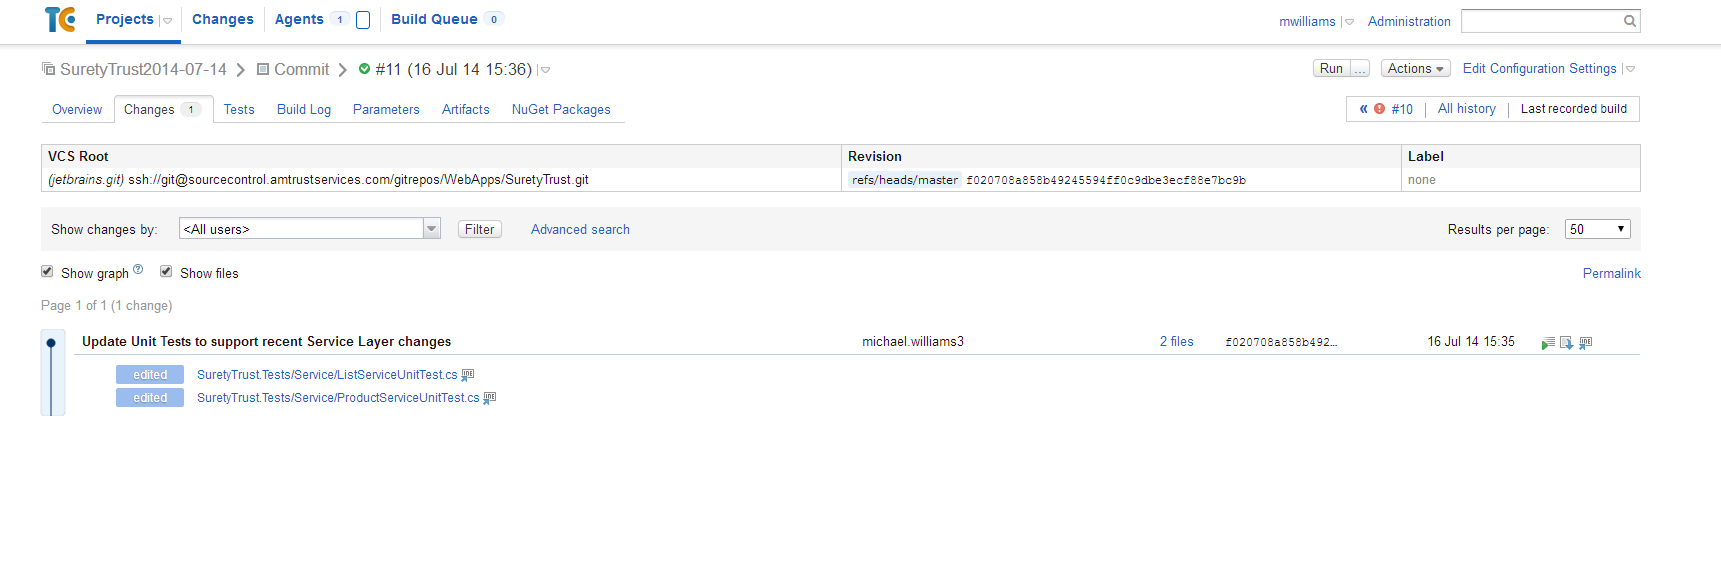 TC Projects Changes Agents 1 Build Queue 0 mwilliams Administration
SuretyTrust2014-07-14 Commit #11 (16 Jul 14 15:36) Run ... Actions Edit Configuration Settings
Overview Changes 1 Tests Build Log Parameters Artifacts NuGet Packages « #10 All history Last recorded build
VCS Root Revision Label
(jetbrains.git) ssh://git@sourcecontrol.amtrustservices.com/gitrepos/WebApps/SuretyTrust.git refs/heads/master f020708a858b49245594ff0c9dbe3ecf88e7bc9b none
Show changes by: <All users> Filter Advanced search Results per page: 50
Show graph ? Show files Permalink
Page 1 of 1 (1 change)
Update Unit Tests to support recent Service Layer changes michael.williams3 2 files f020708a858b492... 16 Jul 14 15:35
edited SuretyTrust.Tests/Service/ListServiceUnitTest.cs
edited SuretyTrust.Tests/Service/ProductServiceUnitTest.cs